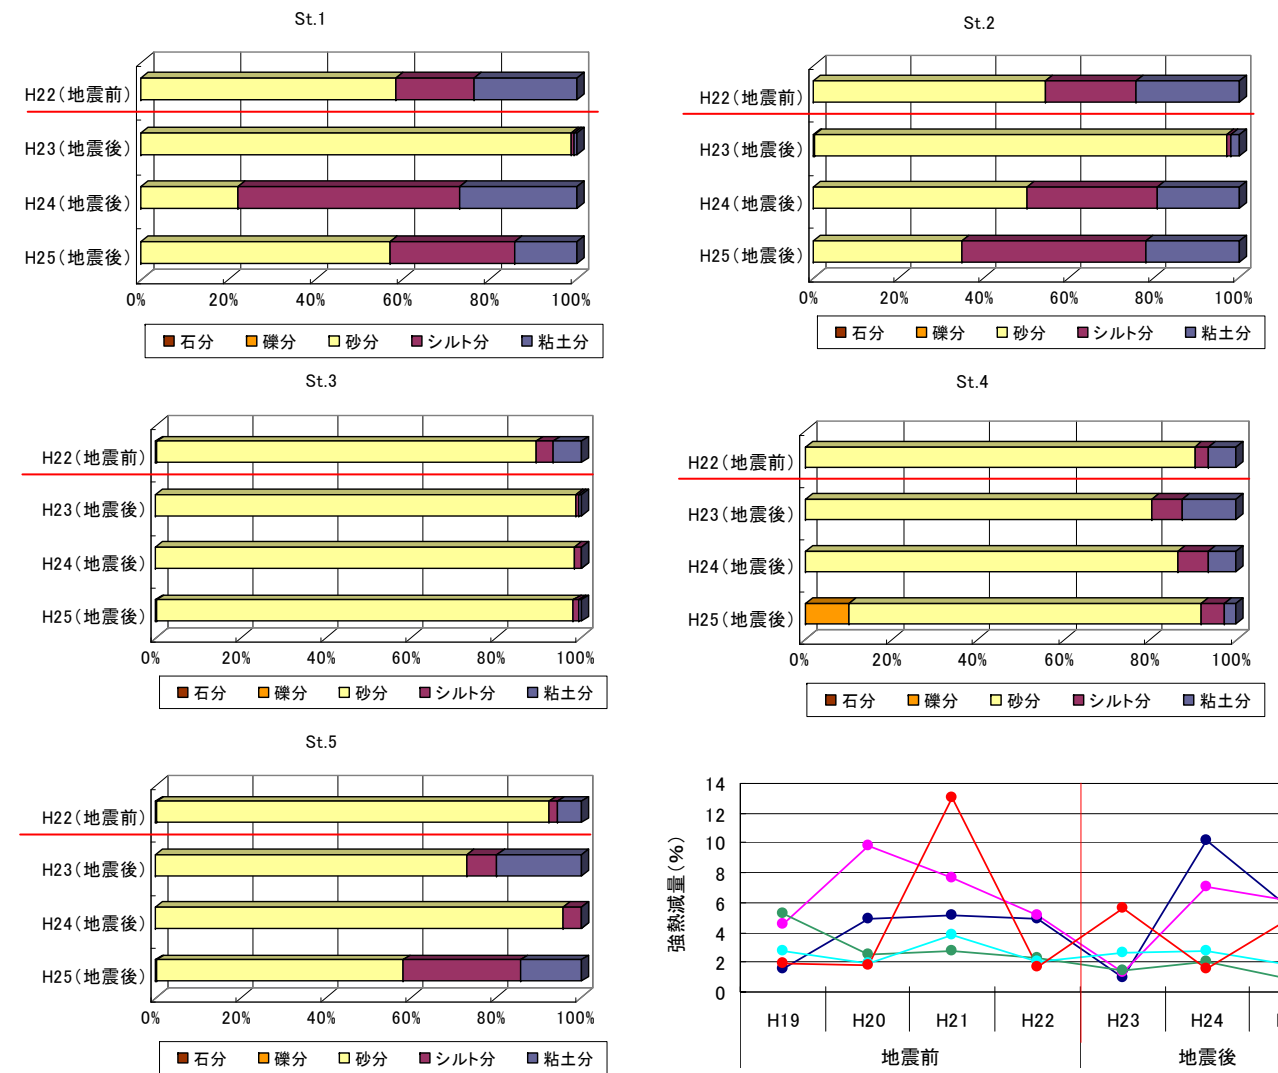 St.1
H22(地震前)
H23(地震後)
H24(地震後)
H25(地震後)
0% 20% 40% 60% 80% 100%
石分 礫分 砂分 シルト分 粘土分
St.2
H22(地震前)
H23(地震後)
H24(地震後)
H25(地震後)
0% 20% 40% 60% 80% 100%
石分 礫分 砂分 シルト分 粘土分
St.3
H22(地震前)
H23(地震後)
H24(地震後)
H25(地震後)
0% 20% 40% 60% 80% 100%
石分 礫分 砂分 シルト分 粘土分
St.4
H22(地震前)
H23(地震後)
H24(地震後)
H25(地震後)
0% 20% 40% 60% 80% 100%
石分 礫分 砂分 シルト分 粘土分
St.5
H22(地震前)
H23(地震後)
H24(地震後)
H25(地震後)
0% 20% 40% 60% 80% 100%
石分 礫分 砂分 シルト分 粘土分
強熱減量(%)
14
12
10
8
6
4
2
0
H19 H20 H21 H22 H23 H24
地震前 地震後